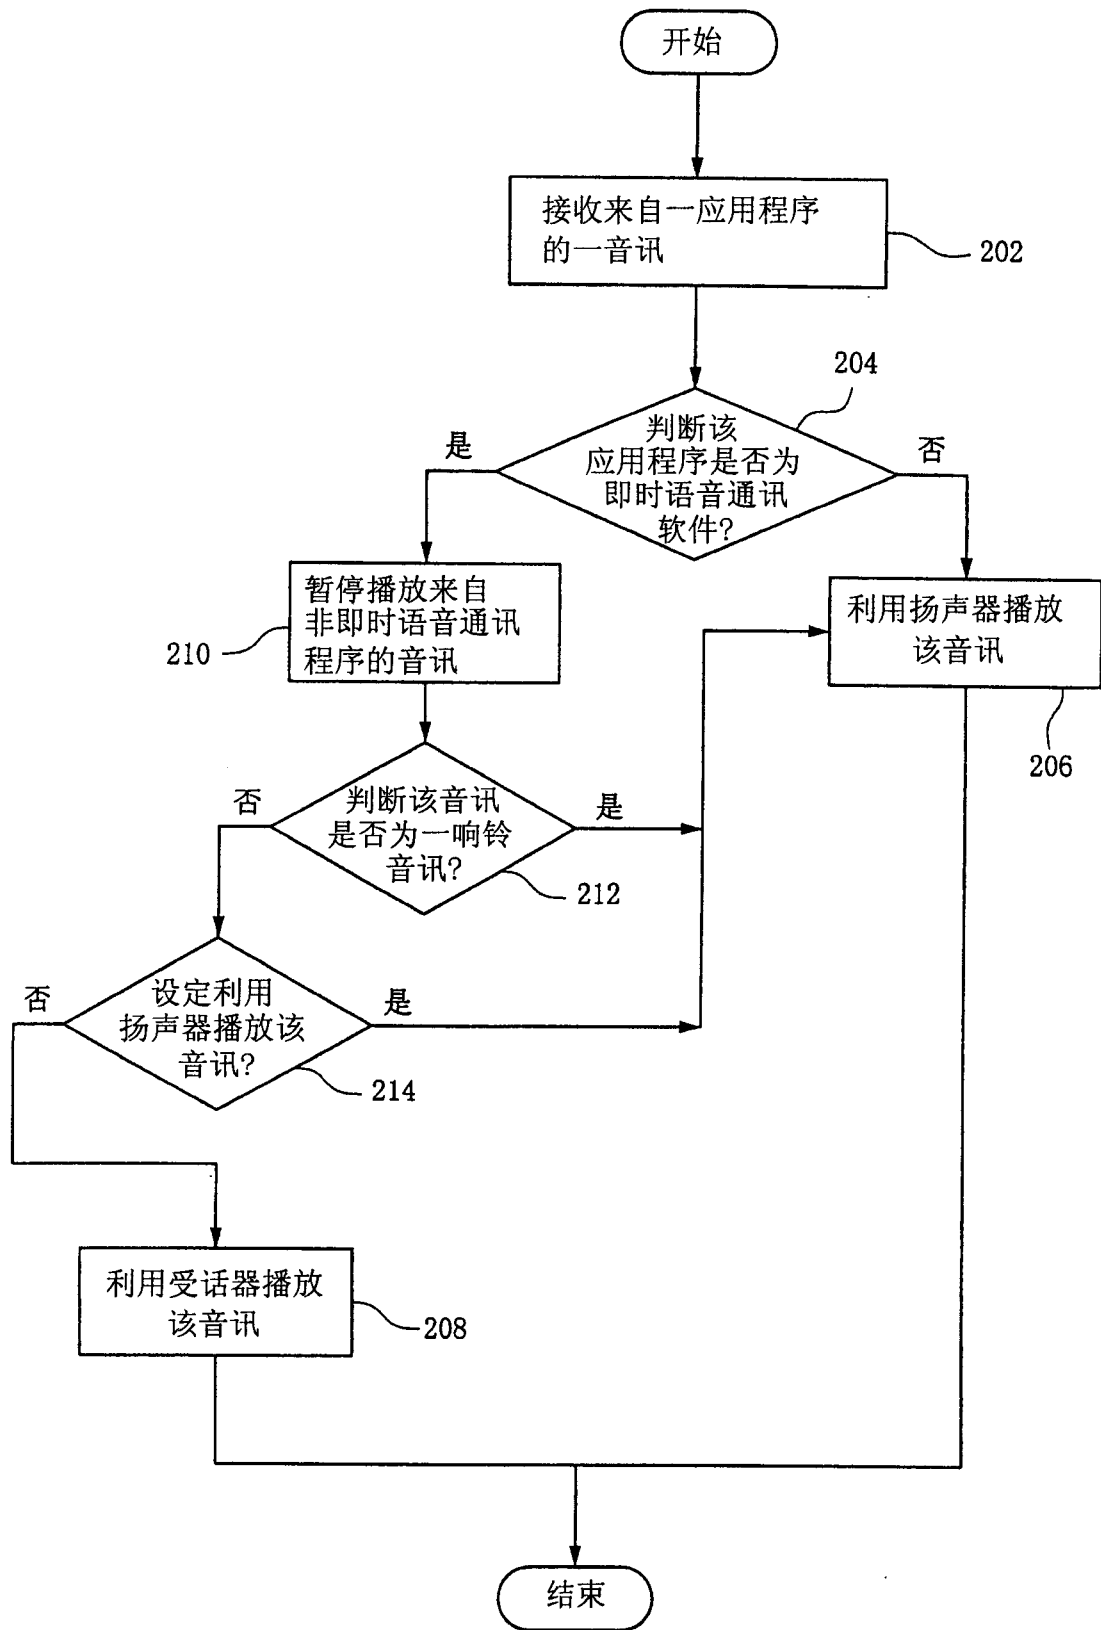 开始
接收来自一应用程序
的一音讯
202
204
判断该
应用程序是否为
即时语音通讯
软件?
是
否
暂停播放来自
非即时语音通讯
程序的音讯
210
利用扬声器播放
该音讯
206
判断该音讯
是否为一响铃
音讯?
否
是
212
设定利用
扬声器播放该
音讯?
否
是
214
利用受话器播放
该音讯
208
结束